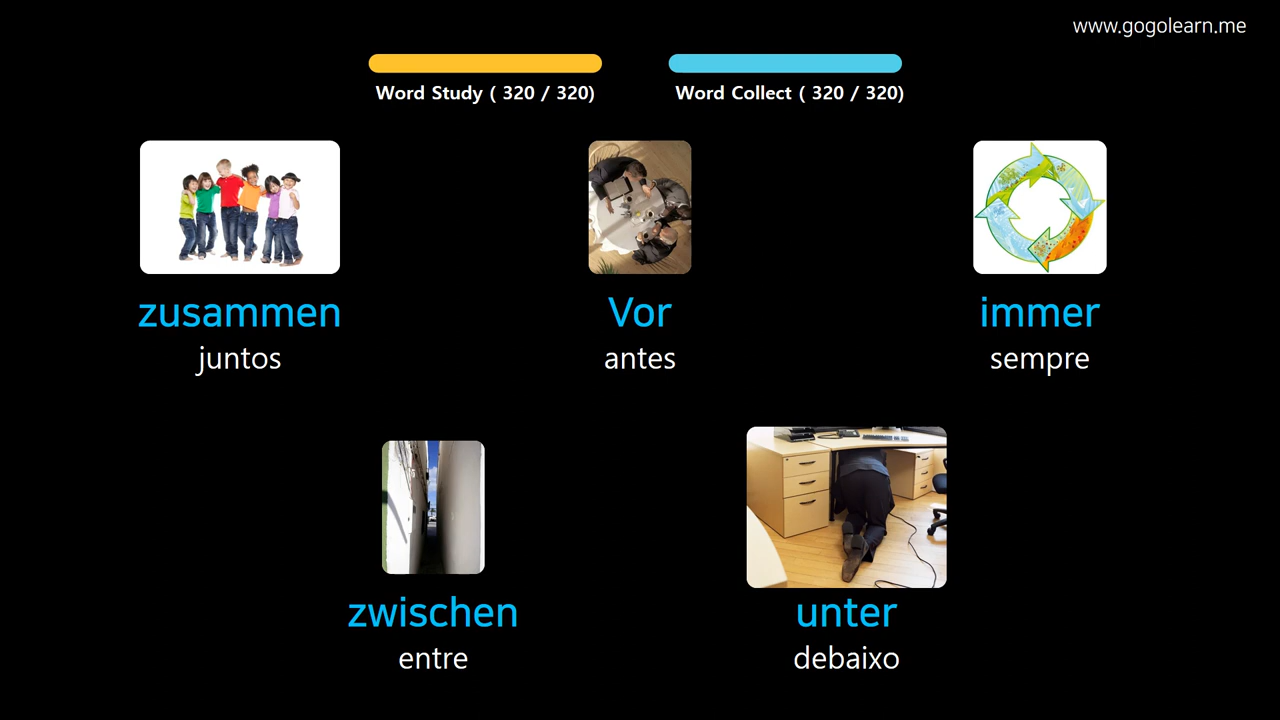 www.gogolearn.me
Word Study ( 320 / 320)
Word Collect ( 320 / 320)
zusammen
juntos
Vor
antes
immer
sempre
zwischen
entre
unter
debaixo